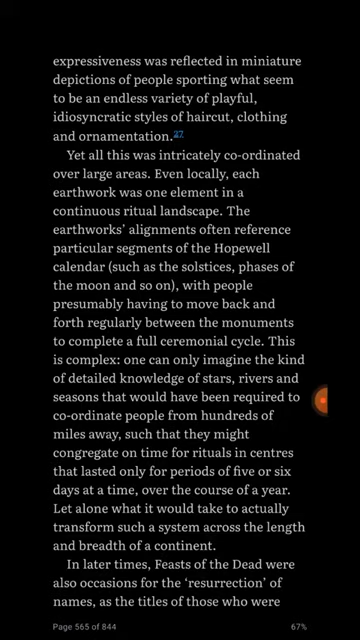 expressiveness was reflected in miniature
depictions of people sporting what seem
to be an endless variety of playful,
idiosyncratic styles of haircut, clothing
and ornamentation.27
Yet all this was intricately co-ordinated
over large areas. Even locally, each
earthwork was one element in a
continuous ritual landscape. The
earthworks’ alignments often reference
particular segments of the Hopewell
calendar (such as the solstices, phases of
the moon and so on), with people
presumably having to move back and
forth regularly between the monuments
to complete a full ceremonial cycle. This
is complex: one can only imagine the kind
of detailed knowledge of stars, rivers and
seasons that would have been required to
co-ordinate people from hundreds of
miles away, such that they might
congregate on time for rituals in centres
that lasted only for periods of five or six
days at a time, over the course of a year.
Let alone what it would take to actually
transform such a system across the length
and breadth of a continent.
In later times, Feasts of the Dead were
also occasions for the ‘resurrection’ of
names, as the titles of those who were
Page 565 of 844 67%